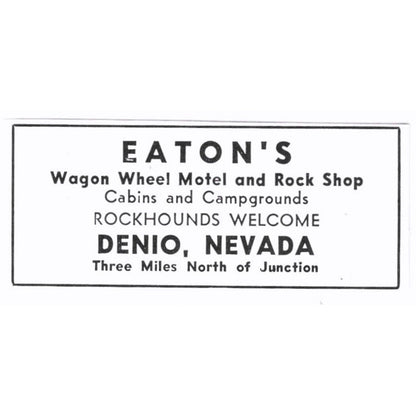 EATON'S
Wagon Wheel Motel and Rock Shop
Cabins and Campgrounds
ROCKHOUNDS WELCOME
DENIO, NEVADA
Three Miles North of Junction